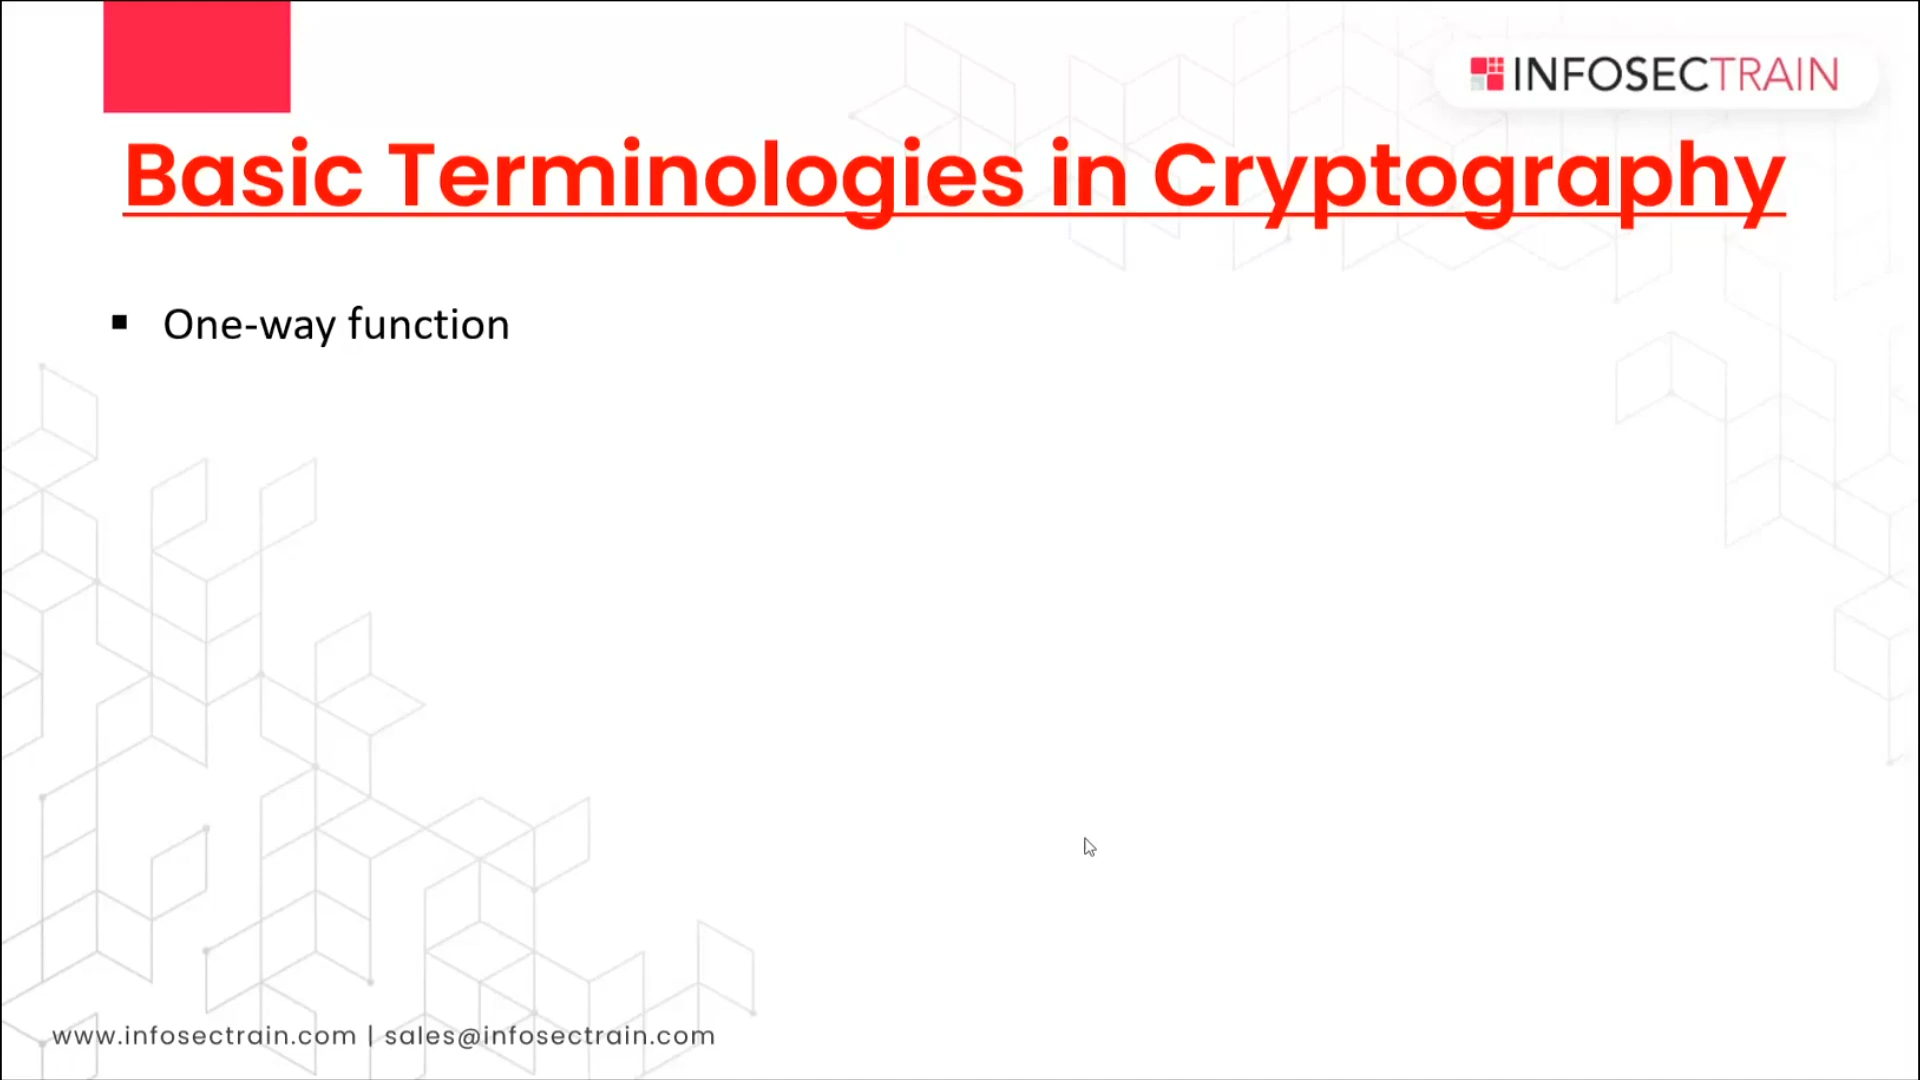 INFOSECTRAIN
Basic Terminologies in Cryptography
▪ One-way function
www.infosectrain.com | sales@infosectrain.com